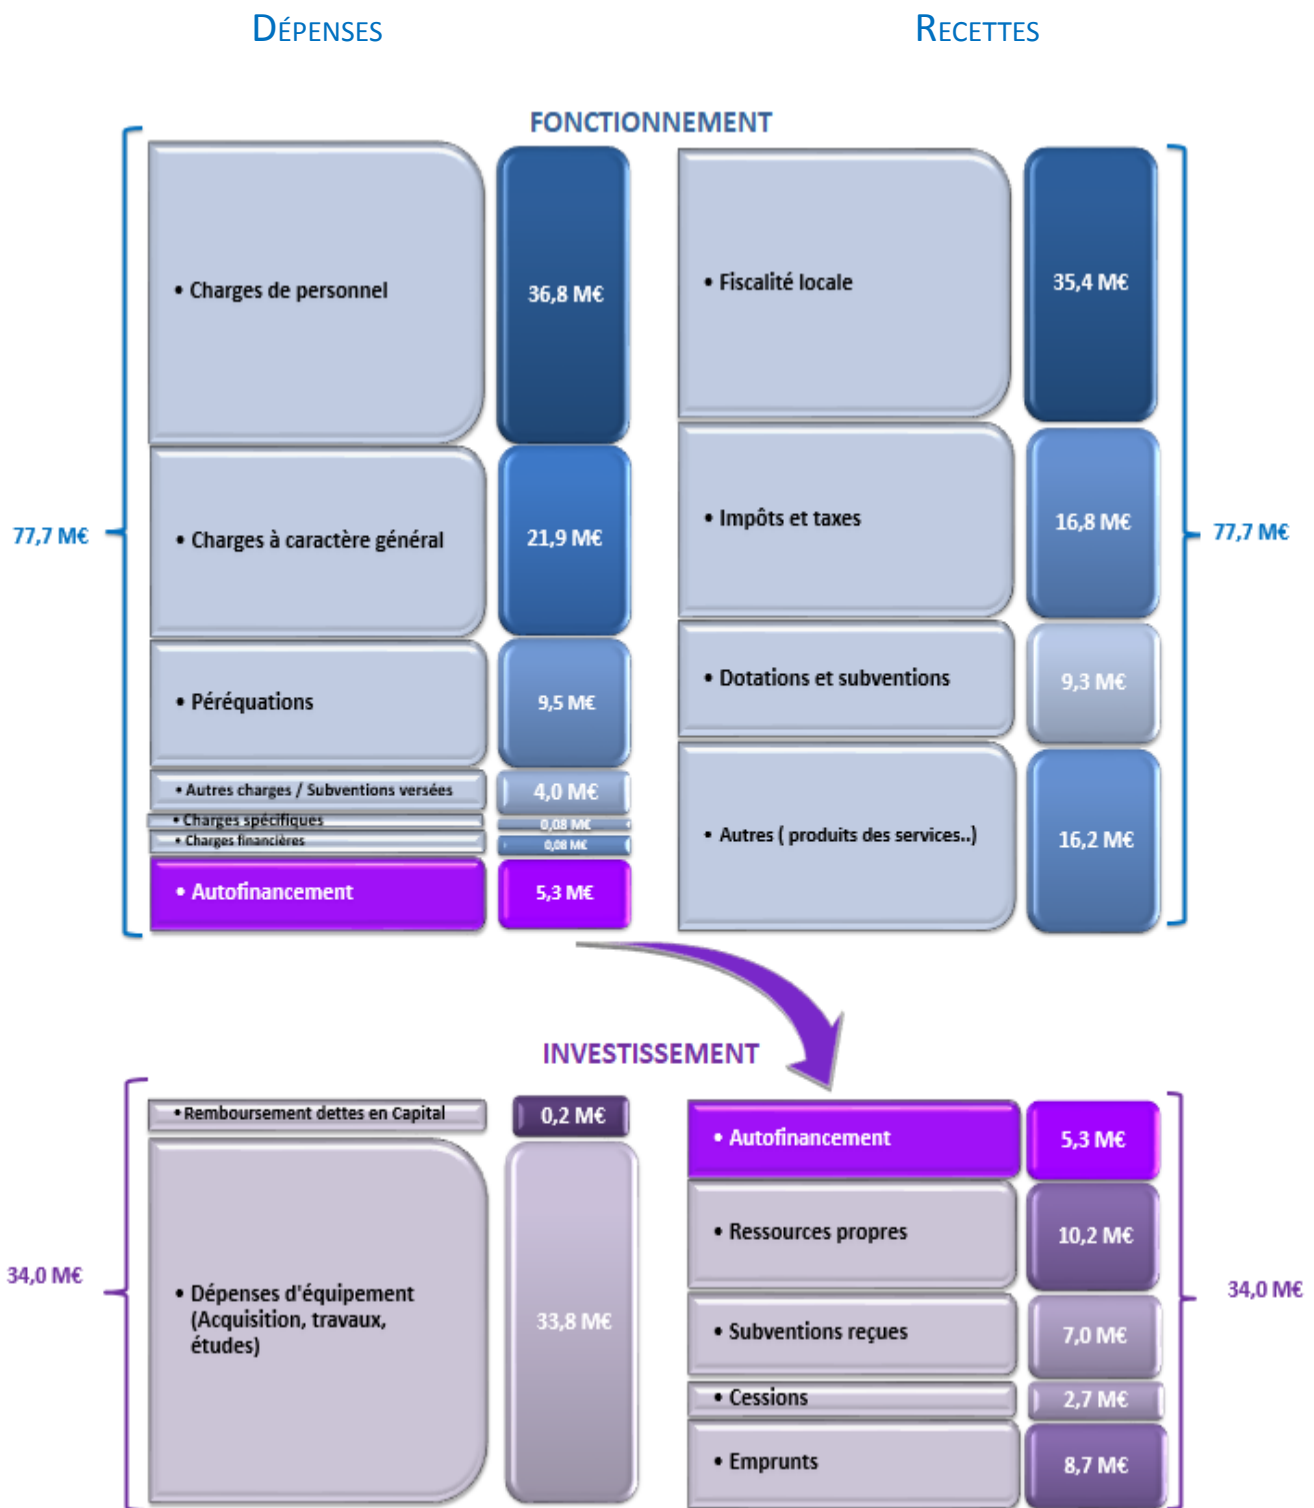 DÉPENSES
RECETTES
FONCTIONNEMENT
77,7 M€
• Charges de personnel
36,8 M€
• Charges à caractère général
21,9 M€
• Péréquations
9,5 M€
• Autres charges / Subventions versées
4,0 M€
• Charges spécifiques
0,08 M€
• Charges financières
0,08 M€
• Autofinancement
5,3 M€
• Fiscalité locale
35,4 M€
• Impôts et taxes
16,8 M€
• Dotations et subventions
9,3 M€
• Autres ( produits des services..)
16,2 M€
77,7 M€
INVESTISSEMENT
34,0 M€
• Remboursement dettes en Capital
0,2 M€
• Dépenses d'équipement
(Acquisition, travaux,
études)
33,8 M€
• Autofinancement
5,3 M€
• Ressources propres
10,2 M€
• Subventions reçues
7,0 M€
• Cessions
2,7 M€
• Emprunts
8,7 M€
34,0 M€